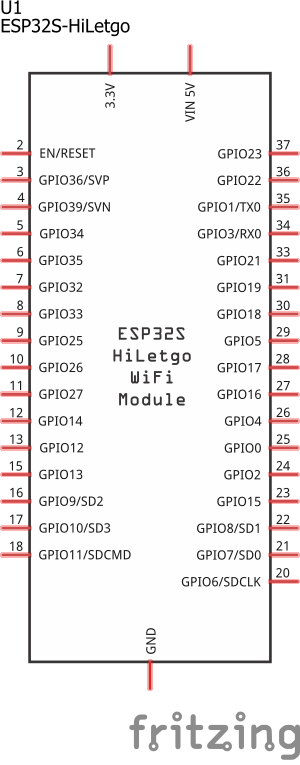 U1
ESP32S-HiLetgo
3.3V
VIN 5V
2 EN/RESET
3 GPIO36/SVP
4 GPIO39/SVN
5 GPIO34
6 GPIO35
7 GPIO32
8 GPIO33
9 GPIO25
10 GPIO26
11 GPIO27
12 GPIO14
13 GPIO12
15 GPIO13
16 GPIO9/SD2
17 GPIO10/SD3
18 GPIO11/SDCMD
ESP32S
HiLetgo
WiFi
Module
GPIO23 37
GPIO22 36
GPIO1/TX0 35
GPIO3/RX0 34
GPIO21 33
GPIO19 31
GPIO18 30
GPIO5 29
GPIO17 28
GPIO16 27
GPIO4 26
GPIO0 25
GPIO2 24
GPIO15 23
GPIO8/SD1 22
GPIO7/SD0 21
GPIO6/SDCLK 20
GND
fritzing